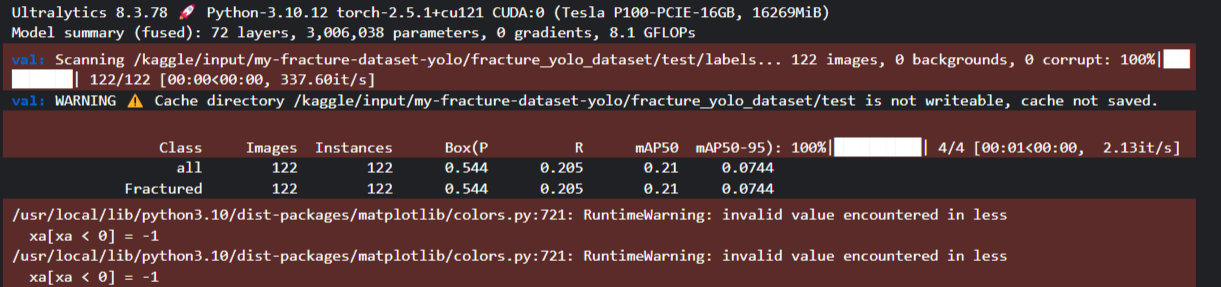 Ultralytics 8.3.78 🚀 Python-3.10.12 torch-2.5.1+cu121 CUDA:0 (Tesla P100-PCIE-16GB, 16269MiB)
Model summary (fused): 72 layers, 3,006,038 parameters, 0 gradients, 8.1 GFLOPs
val: Scanning /kaggle/input/my-fracture-dataset-yolo/fracture_yolo_dataset/test/labels... 122 images, 0 backgrounds, 0 corrupt: 100%|███
███████| 122/122 [00:00<00:00, 337.60it/s]
val: WARNING ⚠️ Cache directory /kaggle/input/my-fracture-dataset-yolo/fracture_yolo_dataset/test is not writeable, cache not saved.
Class Images Instances Box(P R mAP50 mAP50-95): 100%|██████████| 4/4 [00:01<00:00, 2.13it/s]
all 122 122 0.544 0.205 0.21 0.0744
Fractured 122 122 0.544 0.205 0.21 0.0744
/usr/local/lib/python3.10/dist-packages/matplotlib/colors.py:721: RuntimeWarning: invalid value encountered in less
xa[xa < 0] = -1
/usr/local/lib/python3.10/dist-packages/matplotlib/colors.py:721: RuntimeWarning: invalid value encountered in less
xa[xa < 0] = -1